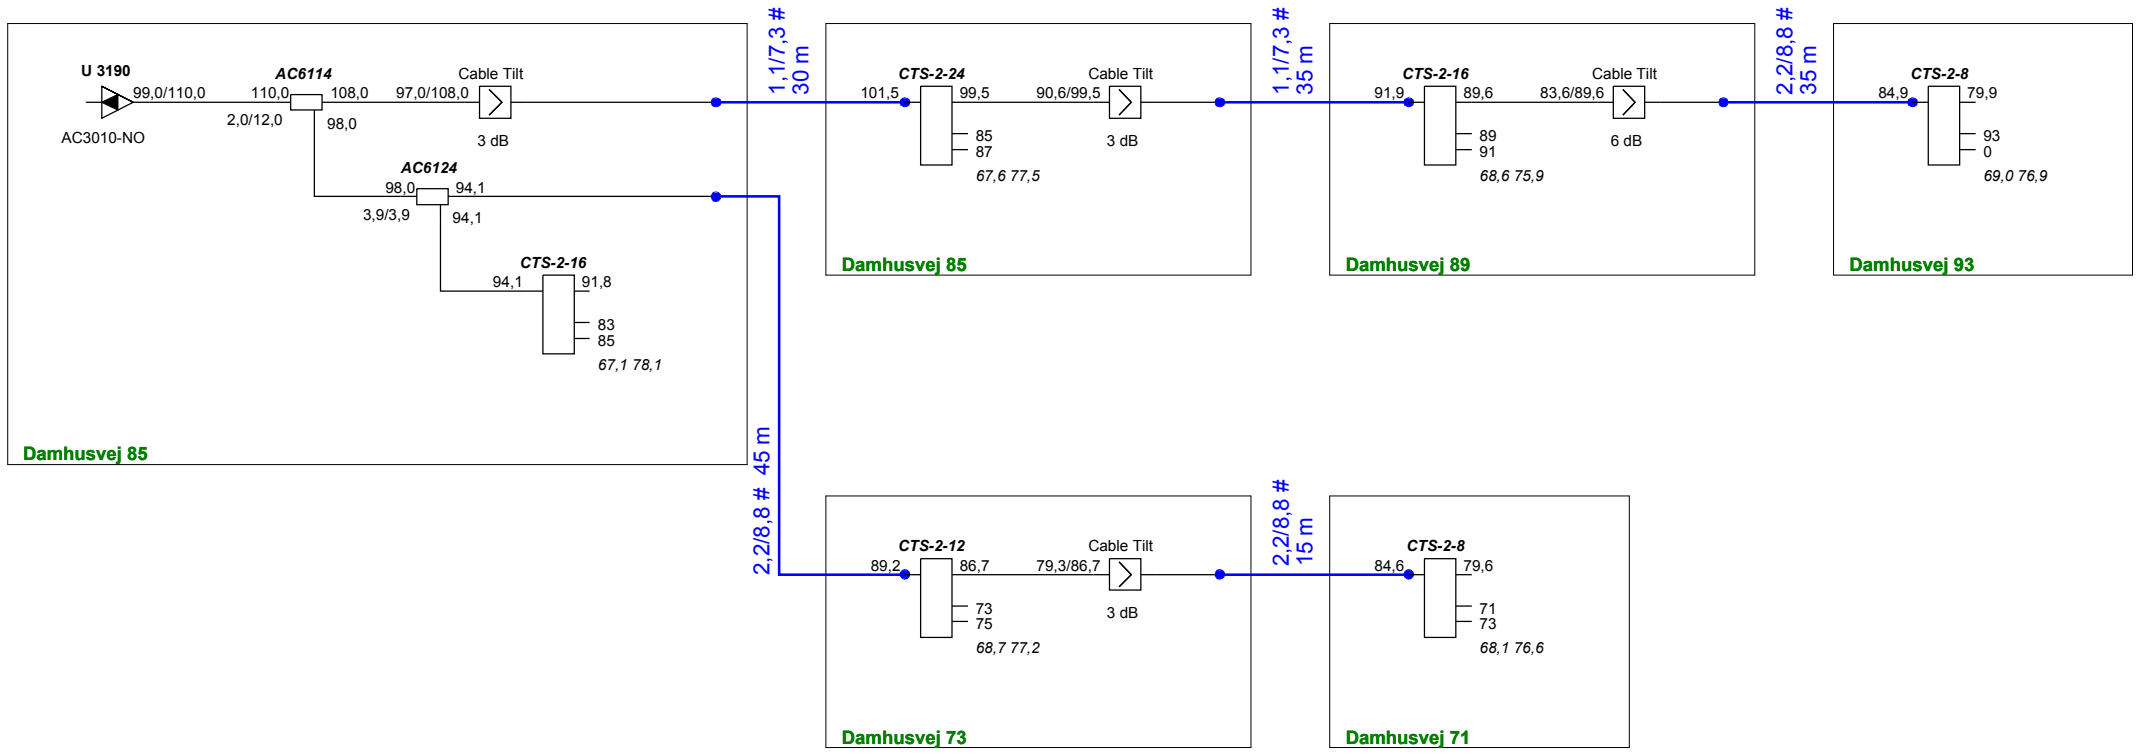 U 3190
99,0/110,0
AC3010-NO
AC6114
110,0
108,0
2,0/12,0
98,0
Cable Tilt
97,0/108,0
3 dB
AC6124
98,0
94,1
3,9/3,9
94,1
CTS-2-16
94,1
91,8
83
85
67,1 78,1
Damhusvej 85
1,1/7,3 #
30 m
CTS-2-24
101,5
99,5
85
87
67,6 77,5
Cable Tilt
90,6/99,5
3 dB
Damhusvej 85
1,1/7,3 #
35 m
CTS-2-16
91,9
89,6
89
91
68,6 75,9
Cable Tilt
83,6/89,6
6 dB
Damhusvej 89
2,2/8,8 #
35 m
CTS-2-8
84,9
79,9
93
0
69,0 76,9
Damhusvej 93
2,2/8,8 # 45 m
CTS-2-12
89,2
86,7
73
75
68,7 77,2
Cable Tilt
79,3/86,7
3 dB
Damhusvej 73
2,2/8,8 #
15 m
CTS-2-8
84,6
79,6
71
73
68,1 76,6
Damhusvej 71